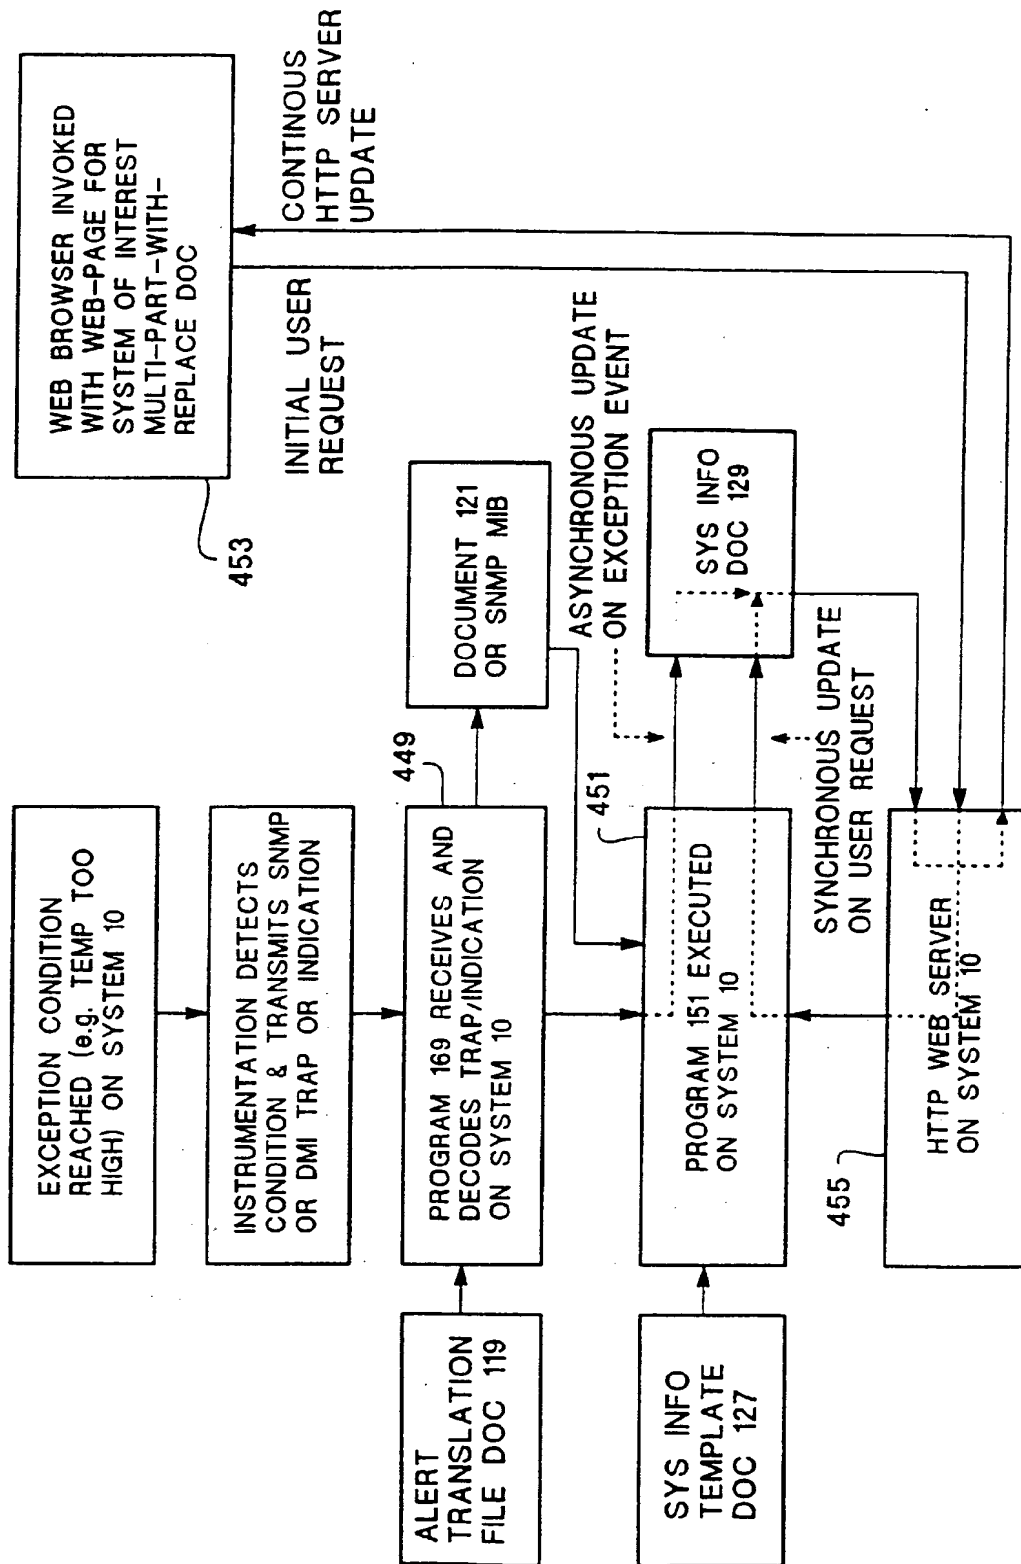 EXCEPTION CONDITION
REACHED (e.g. TEMP TOO
HIGH) ON SYSTEM 10
INSTRUMENTATION DETECTS
CONDITION & TRANSMITS SNMP
OR DMI TRAP OR INDICATION
ALERT
TRANSLATION
FILE DOC 119
PROGRAM 169 RECEIVES AND
DECODES TRAP/INDICATION
ON SYSTEM 10
449
DOCUMENT 121
OR SNMP MIB
WEB BROWSER INVOKED
WITH WEB-PAGE FOR
SYSTEM OF INTEREST
MULTI-PART-WITH-
REPLACE DOC
453
INITIAL USER
REQUEST
CONTINOUS
HTTP SERVER
UPDATE
SYS INFO
TEMPLATE
DOC 127
PROGRAM 151 EXECUTED
ON SYSTEM 10
451
ASYNCHRONOUS UPDATE
ON EXCEPTION EVENT
SYS INFO
DOC 129
SYNCHRONOUS UPDATE
ON USER REQUEST
455
HTTP WEB SERVER
ON SYSTEM 10